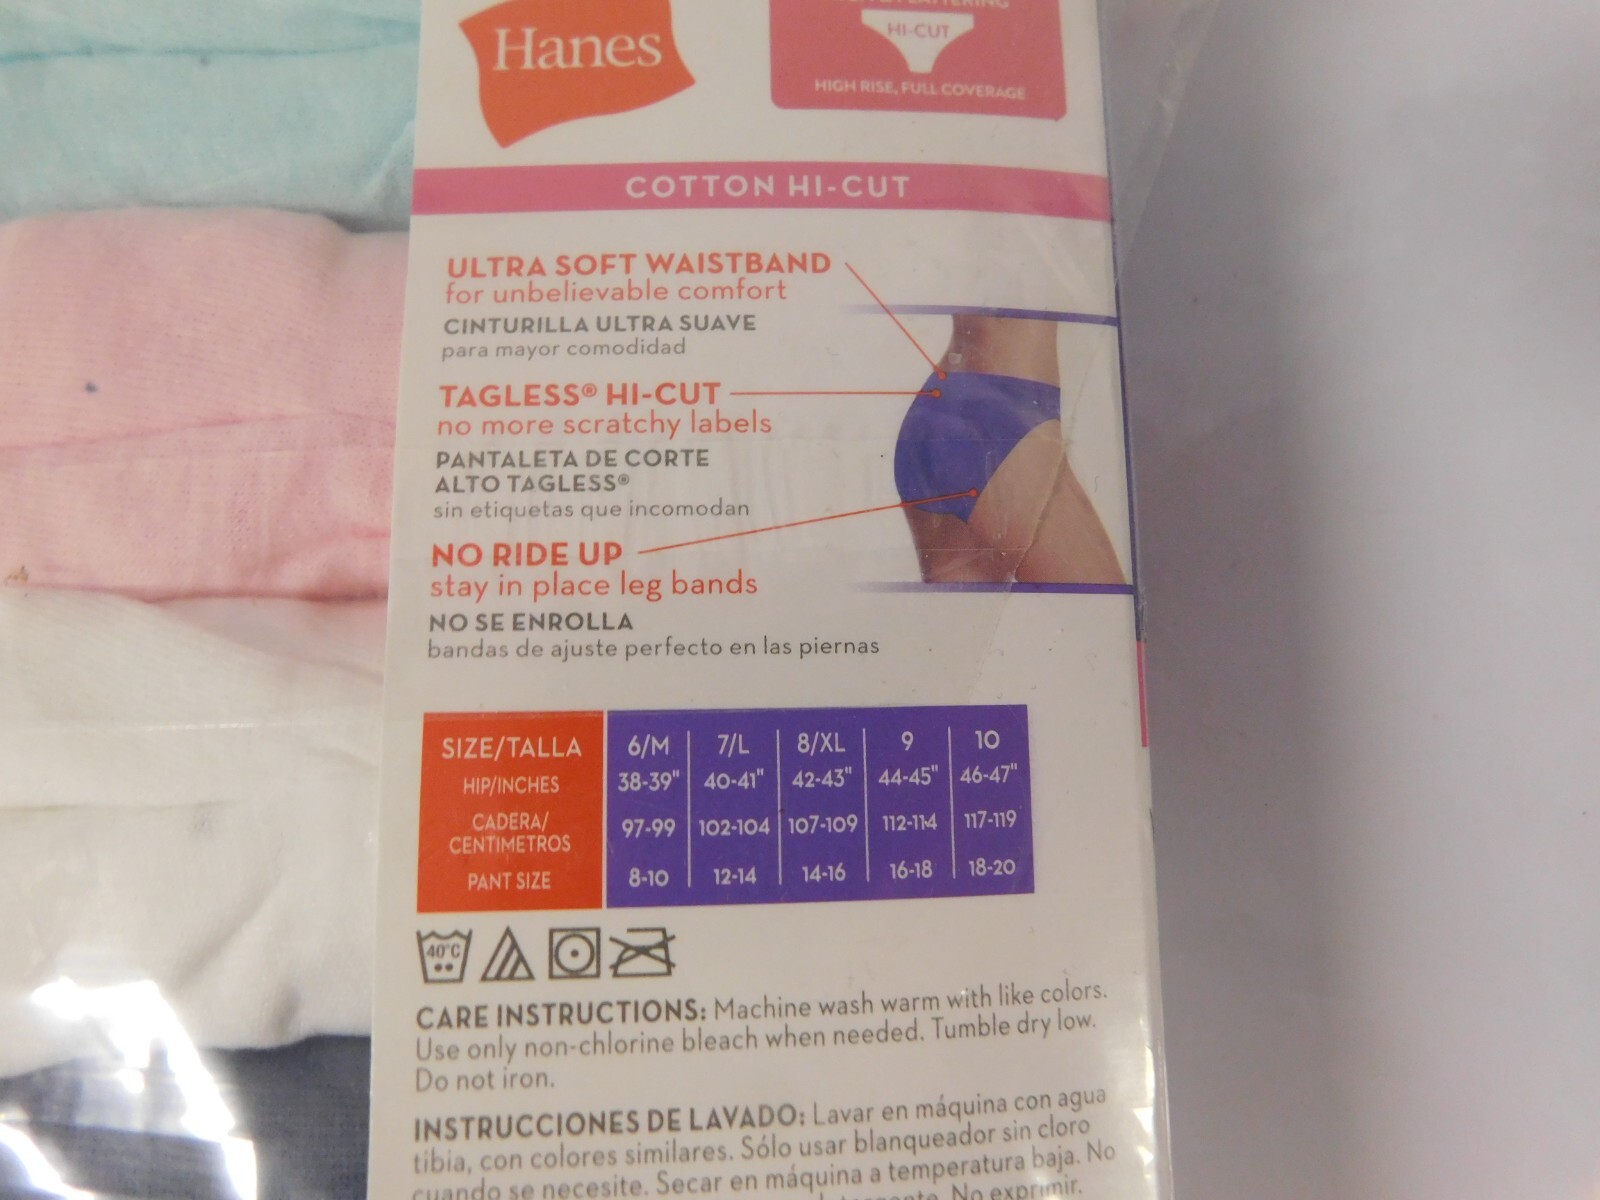 Hanes
HI-CUT
HIGH RISE, FULL COVERAGE
COTTON HI-CUT
ULTRA SOFT WAISTBAND
for unbelievable comfort
CINTURILLA ULTRA SUAVE
para mayor comodidad
TAGLESS® HI-CUT
no more scratchy labels
PANTALETA DE CORTE
ALTO TAGLESS®
sin etiquetas que incomodan
NO RIDE UP
stay in place leg bands
NO SE ENROLLA
bandas de ajuste perfecto en las piernas
SIZE/TALLA 6/M 7/L 8/XL 9 10
HIP/INCHES 38-39" 40-41" 42-43" 44-45" 46-47"
CADERA/
CENTIMETROS 97-99 102-104 107-109 112-114 117-119
PANT SIZE 8-10 12-14 14-16 16-18 18-20
40°C
CARE INSTRUCTIONS: Machine wash warm with like colors.
Use only non-chlorine bleach when needed. Tumble dry low.
Do not iron.
INSTRUCCIONES DE LAVADO: Lavar en máquina con agua
tibia, con colores similares. Sólo usar blanqueador sin cloro
cuando se necesite. Secar en máquina a temperatura baja. No
No exprimir.